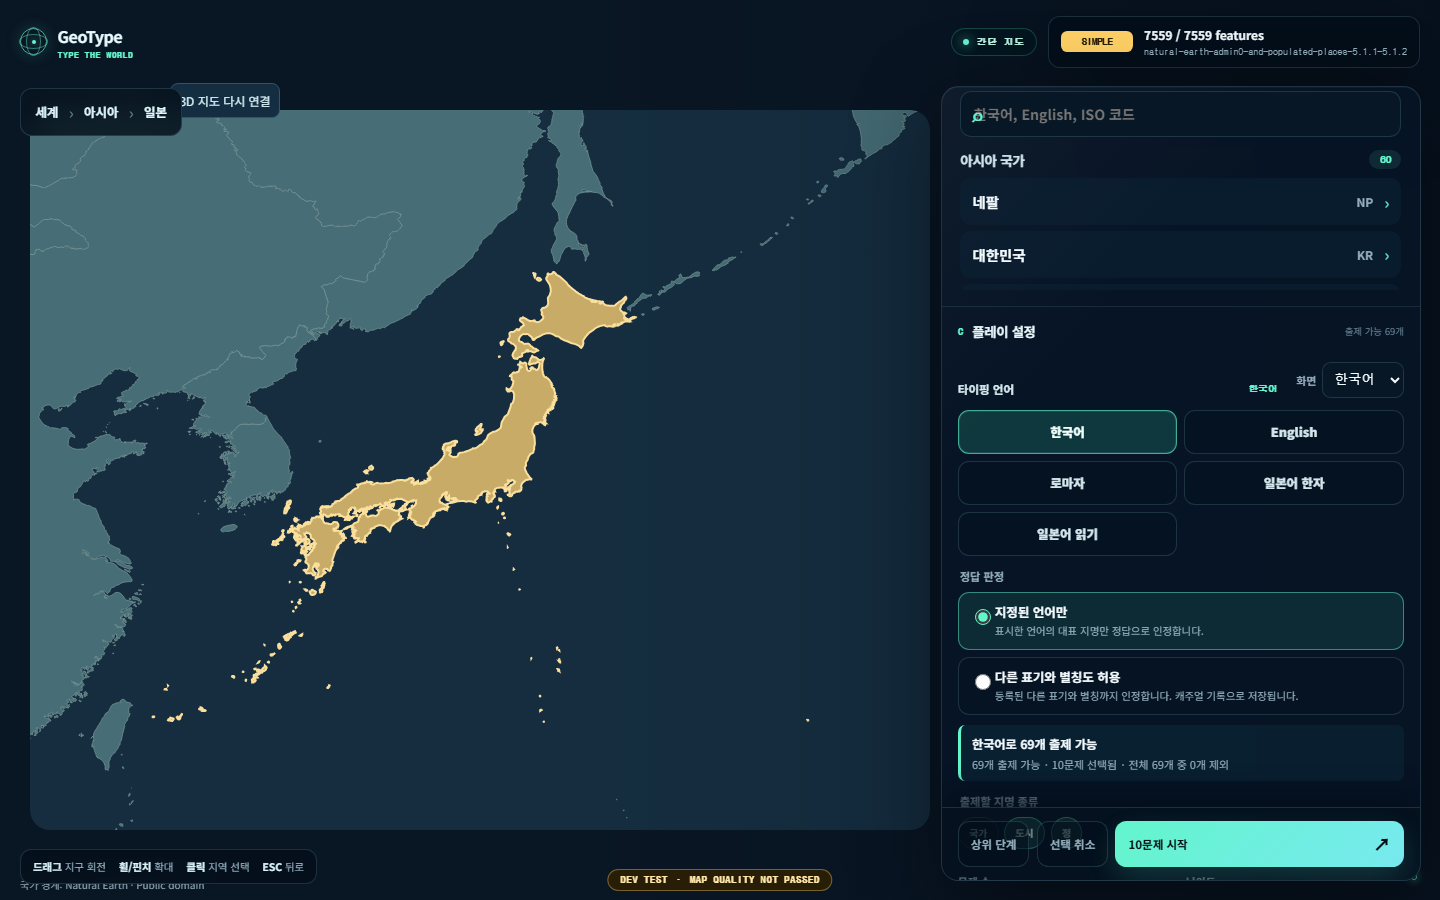 GeoType
TYPE THE WORLD
간단 지도
SIMPLE
7559 / 7559 features
natural-earth-admin0-and-populated-places-5.1.1-5.1.2
세계 › 아시아 › 일본
3D 지도 다시 연결
한국어, English, ISO 코드
아시아 국가
60
네팔
NP ›
대한민국
KR ›
C 플레이 설정
출제 가능 69개
타이핑 언어
한국어
화면
한국어
한국어
English
로마자
일본어 한자
일본어 읽기
정답 판정
지정된 언어만
표시한 언어의 대표 지명만 정답으로 인정합니다.
다른 표기와 별칭도 허용
등록된 다른 표기와 별칭까지 인정합니다. 캐주얼 기록으로 저장됩니다.
한국어로 69개 출제 가능
69개 출제 가능 · 10문제 선택됨 · 전체 69개 중 0개 제외
출제할 지명 종류
국가
도시
상위 단계
선택 취소
10문제 시작 ↗
드래그 지구 회전 휠/핀치 확대 클릭 지역 선택 ESC 뒤로
국가 경계: Natural Earth · Public domain
DEV TEST · MAP QUALITY NOT PASSED